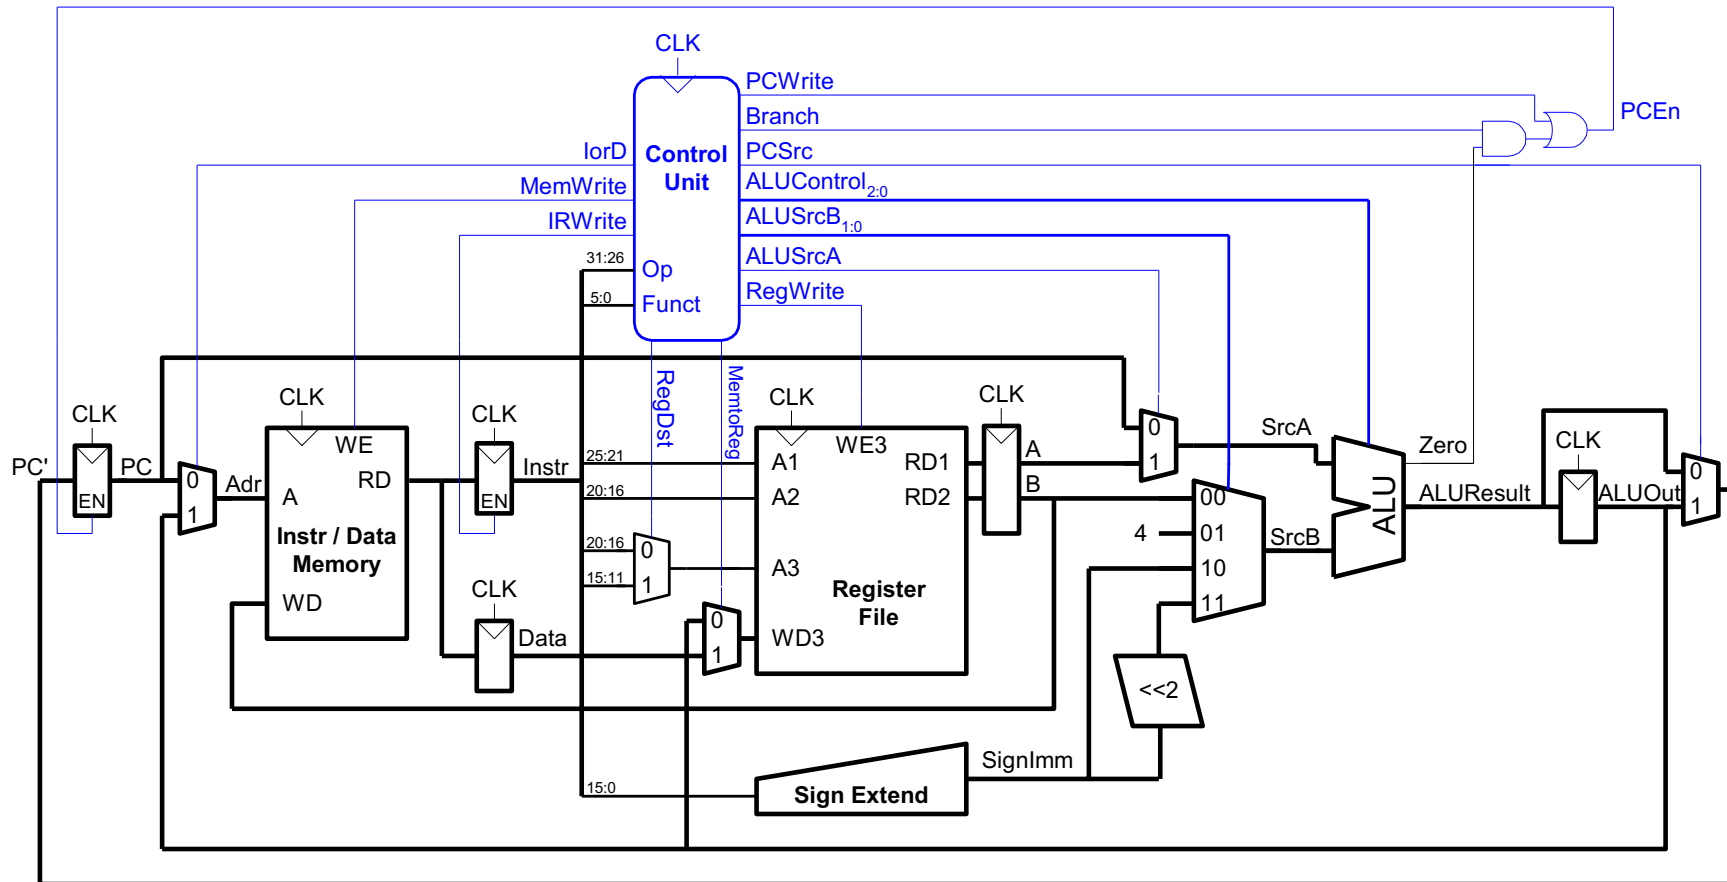 CLK
PCWrite
Branch
PCEn
IorD
Control
Unit
PCSrc
MemWrite
ALUControl2:0
IRWrite
ALUSrcB1:0
ALUSrcA
31:26
Op
RegWrite
5:0
Funct
RegDst
MemtoReg
CLK
CLK
CLK
CLK
CLK
CLK
PC'
EN
PC
0
1
Adr
WE
A
RD
Instr / Data
Memory
WD
EN
Instr
CLK
Data
25:21
20:16
20:16
15:11
0
1
0
1
A1
A2
A3
WD3
WE3
RD1
RD2
Register
File
A
B
0
1
SrcA
4
00
01
10
11
SrcB
ALU
Zero
ALUResult
ALUOut
0
1
<<2
SignImm
15:0
Sign Extend